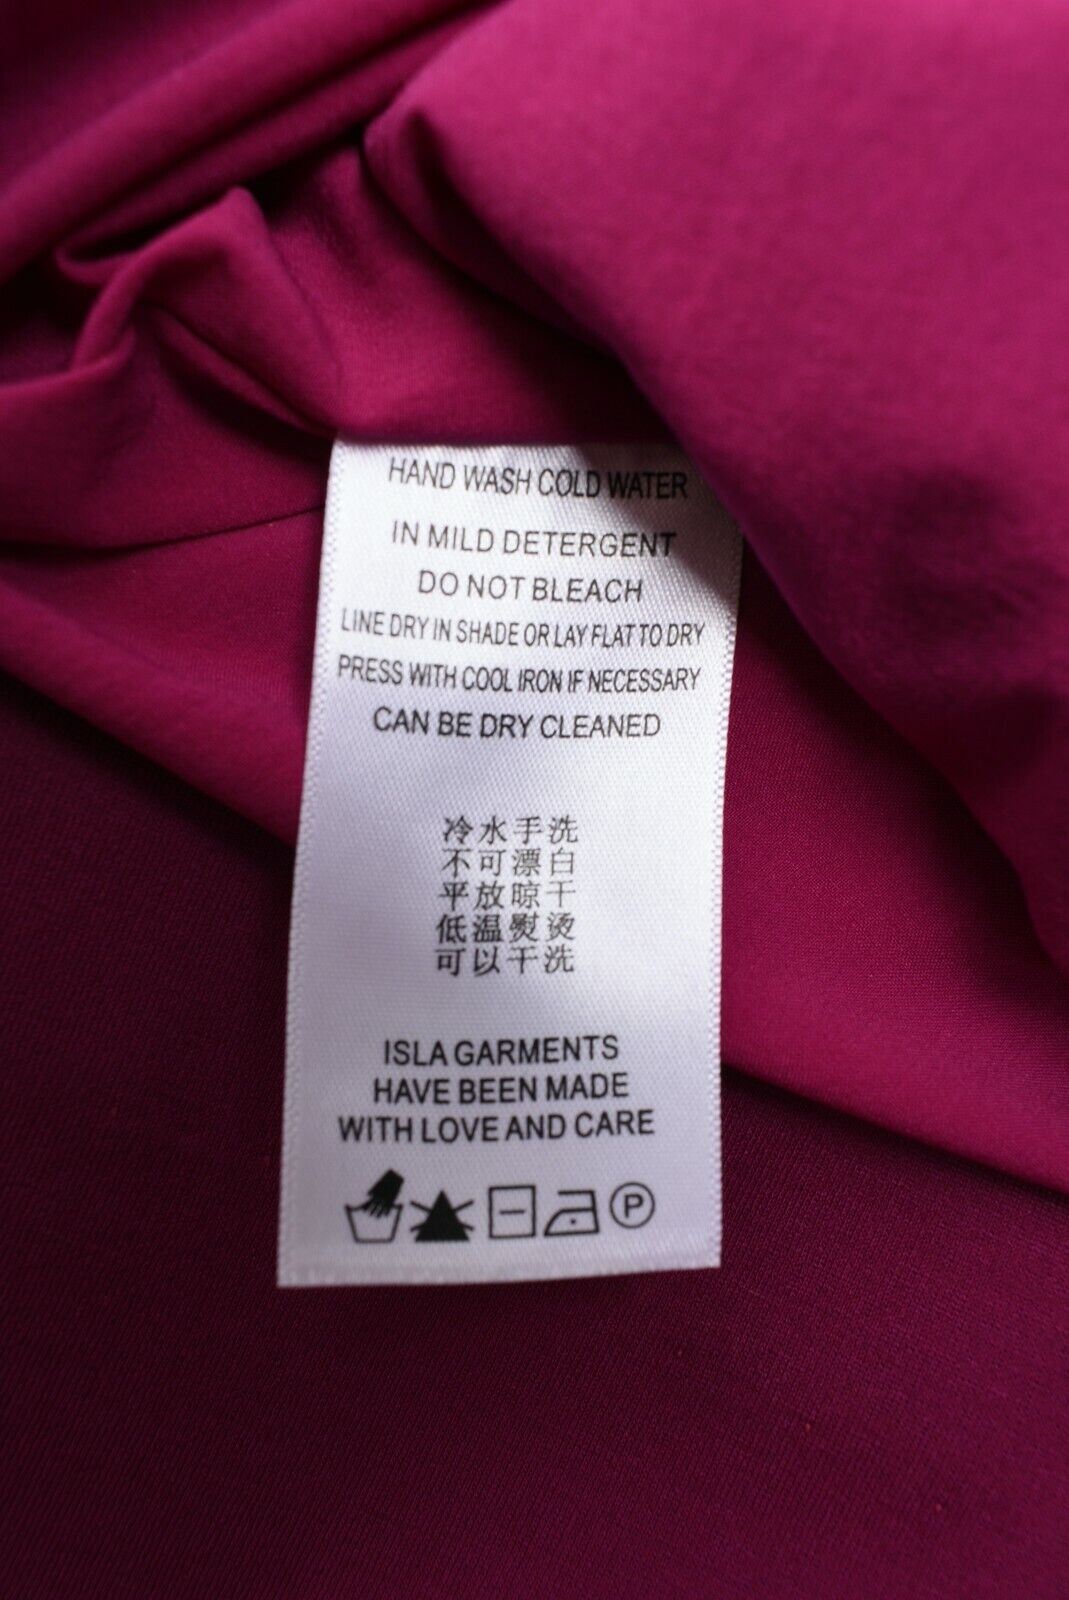 HAND WASH COLD WATER
IN MILD DETERGENT
DO NOT BLEACH
LINE DRY IN SHADE OR LAY FLAT TO DRY
PRESS WITH COOL IRON IF NECESSARY
CAN BE DRY CLEANED
冷水手洗
不可漂白
平放晾干
低温熨烫
可以干洗
ISLA GARMENTS
HAVE BEEN MADE
WITH LOVE AND CARE
P